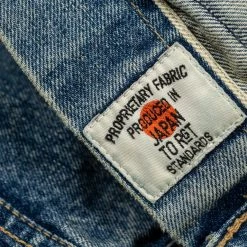 PROPRIETARY FABRIC
PRODUCED IN
JAPAN
TO RGT
STANDARDS